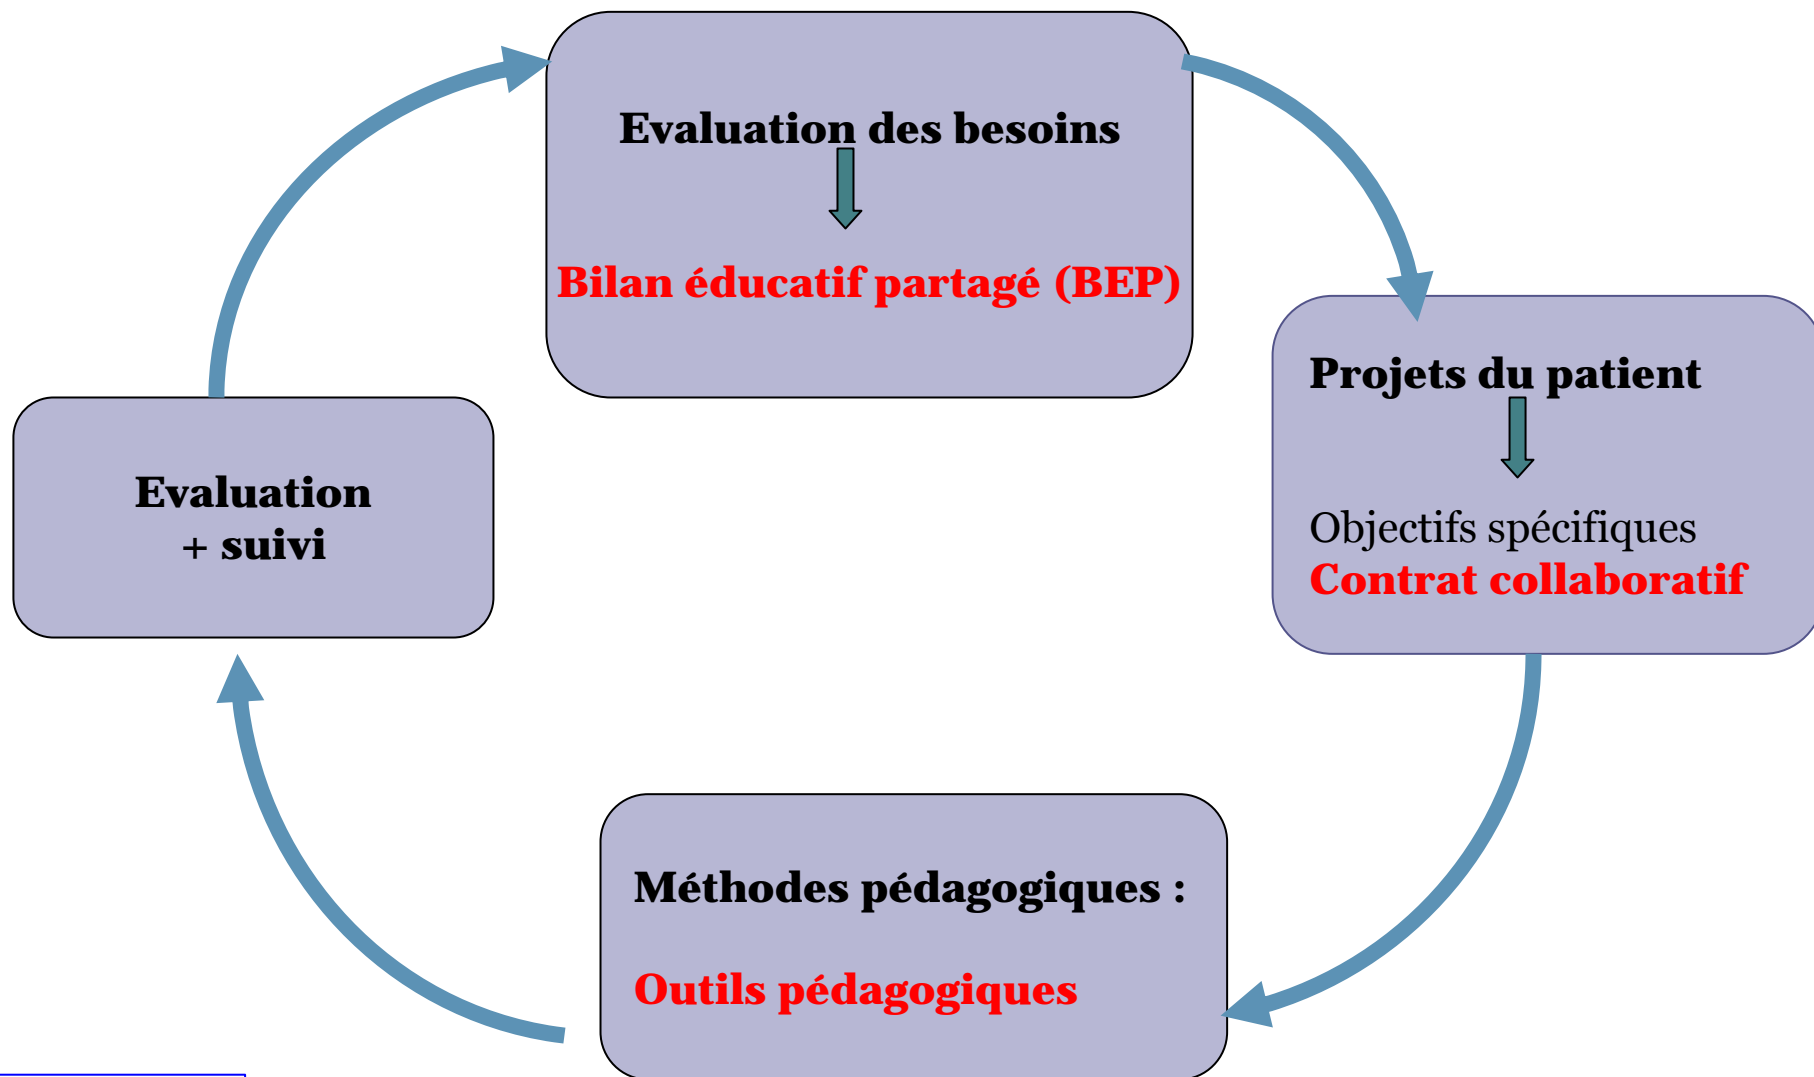 Evaluation des besoins
Bilan éducatif partagé (BEP)
Projets du patient
Objectifs spécifiques
Contrat collaboratif
Méthodes pédagogiques :
Outils pédagogiques
Evaluation
+ suivi